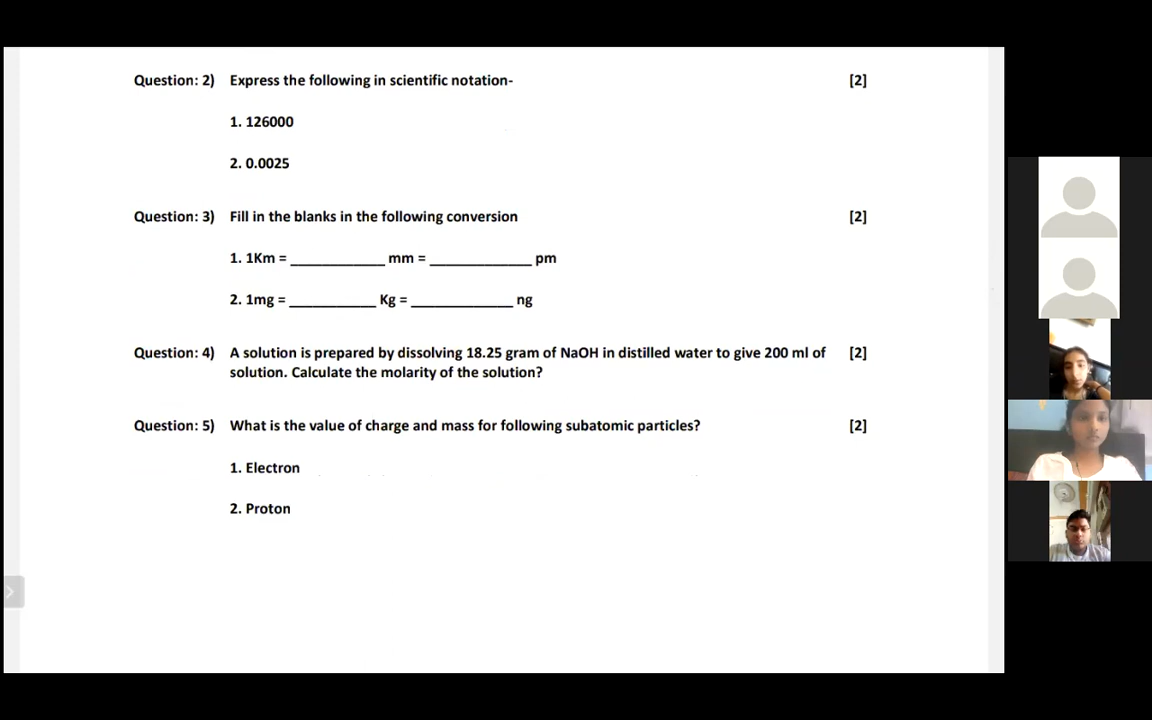 Question: 2) Express the following in scientific notation- [2]
1. 126000
2. 0.0025
Question: 3) Fill in the blanks in the following conversion [2]
1. 1Km = ____________ mm = _____________ pm
2. 1mg = ___________ Kg = _____________ ng
Question: 4) A solution is prepared by dissolving 18.25 gram of NaOH in distilled water to give 200 ml of [2]
solution. Calculate the molarity of the solution?
Question: 5) What is the value of charge and mass for following subatomic particles? [2]
1. Electron
2. Proton